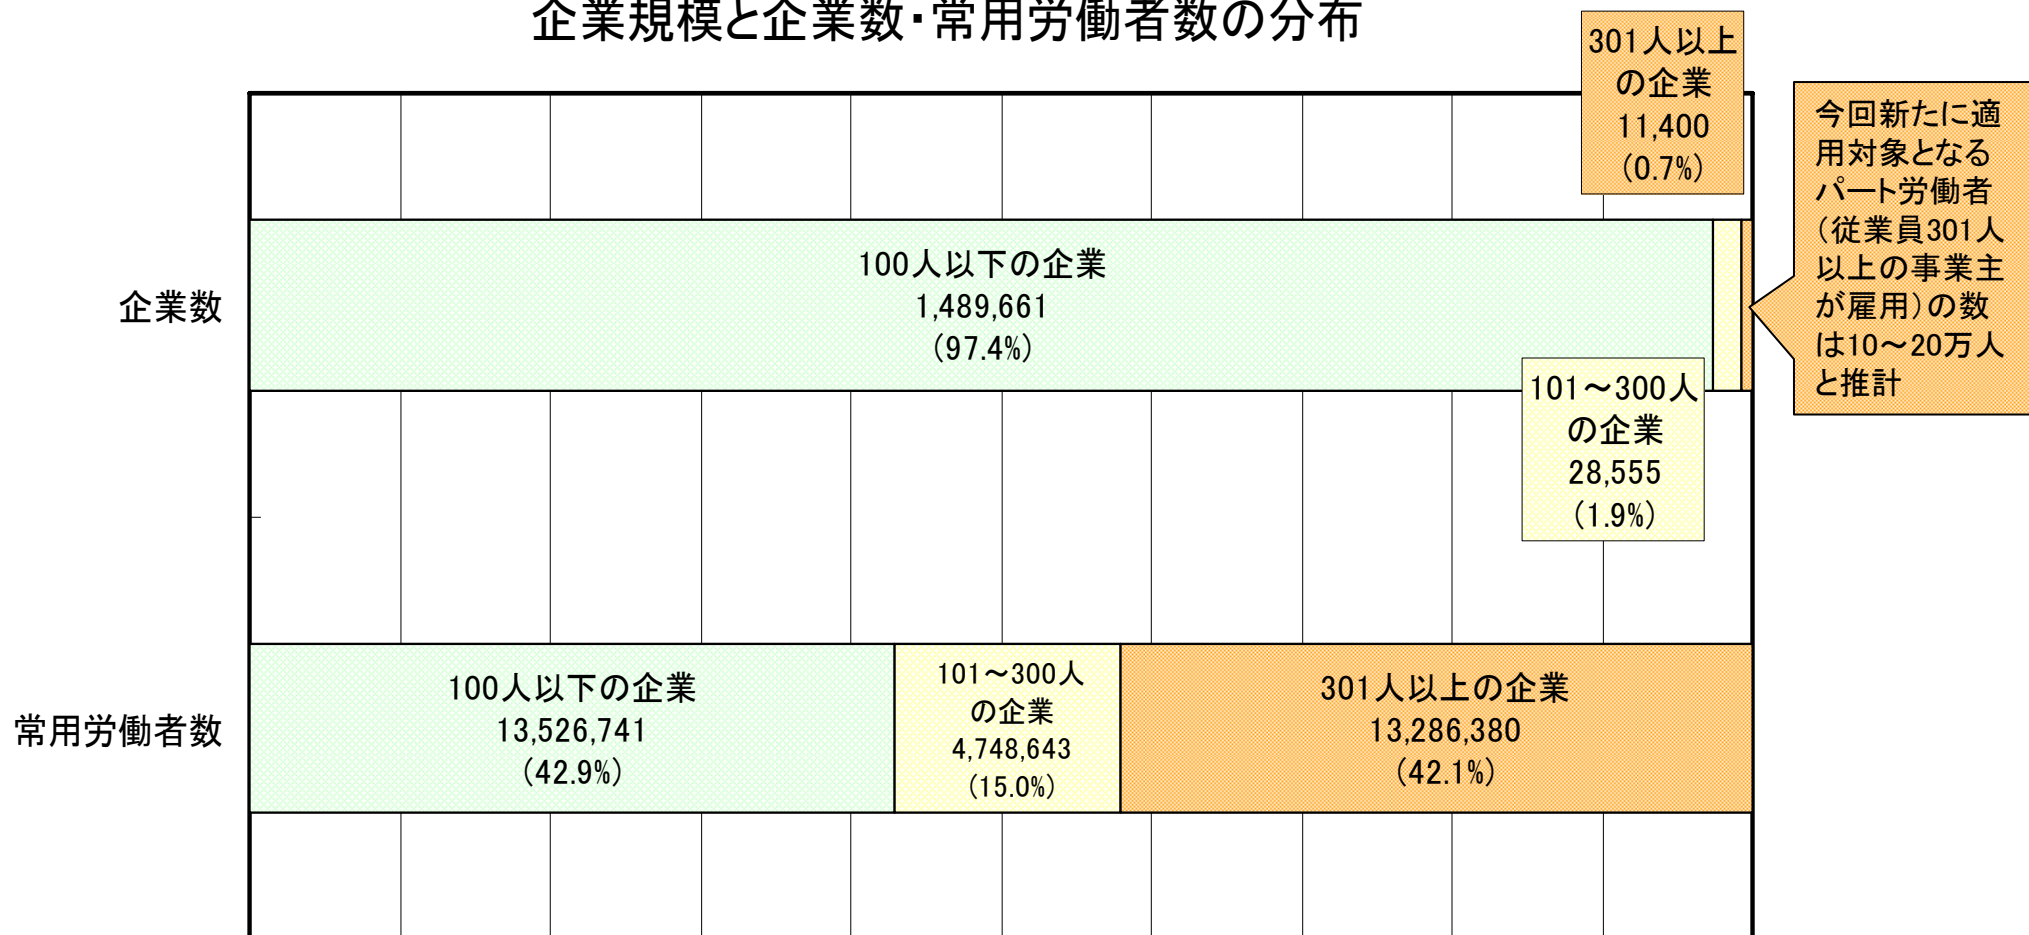 企業規模と企業数・常用労働者数の分布
301人以上
の企業
11,400
(0.7%)
今回新たに適
用対象となる
パート労働者
(従業員301人
以上の事業主
が雇用)の数
は10～20万人
と推計
企業数
100人以下の企業
1,489,661
(97.4%)
101～300人
の企業
28,555
(1.9%)
常用労働者数
100人以下の企業
13,526,741
(42.9%)
101～300人
の企業
4,748,643
(15.0%)
301人以上の企業
13,286,380
(42.1%)